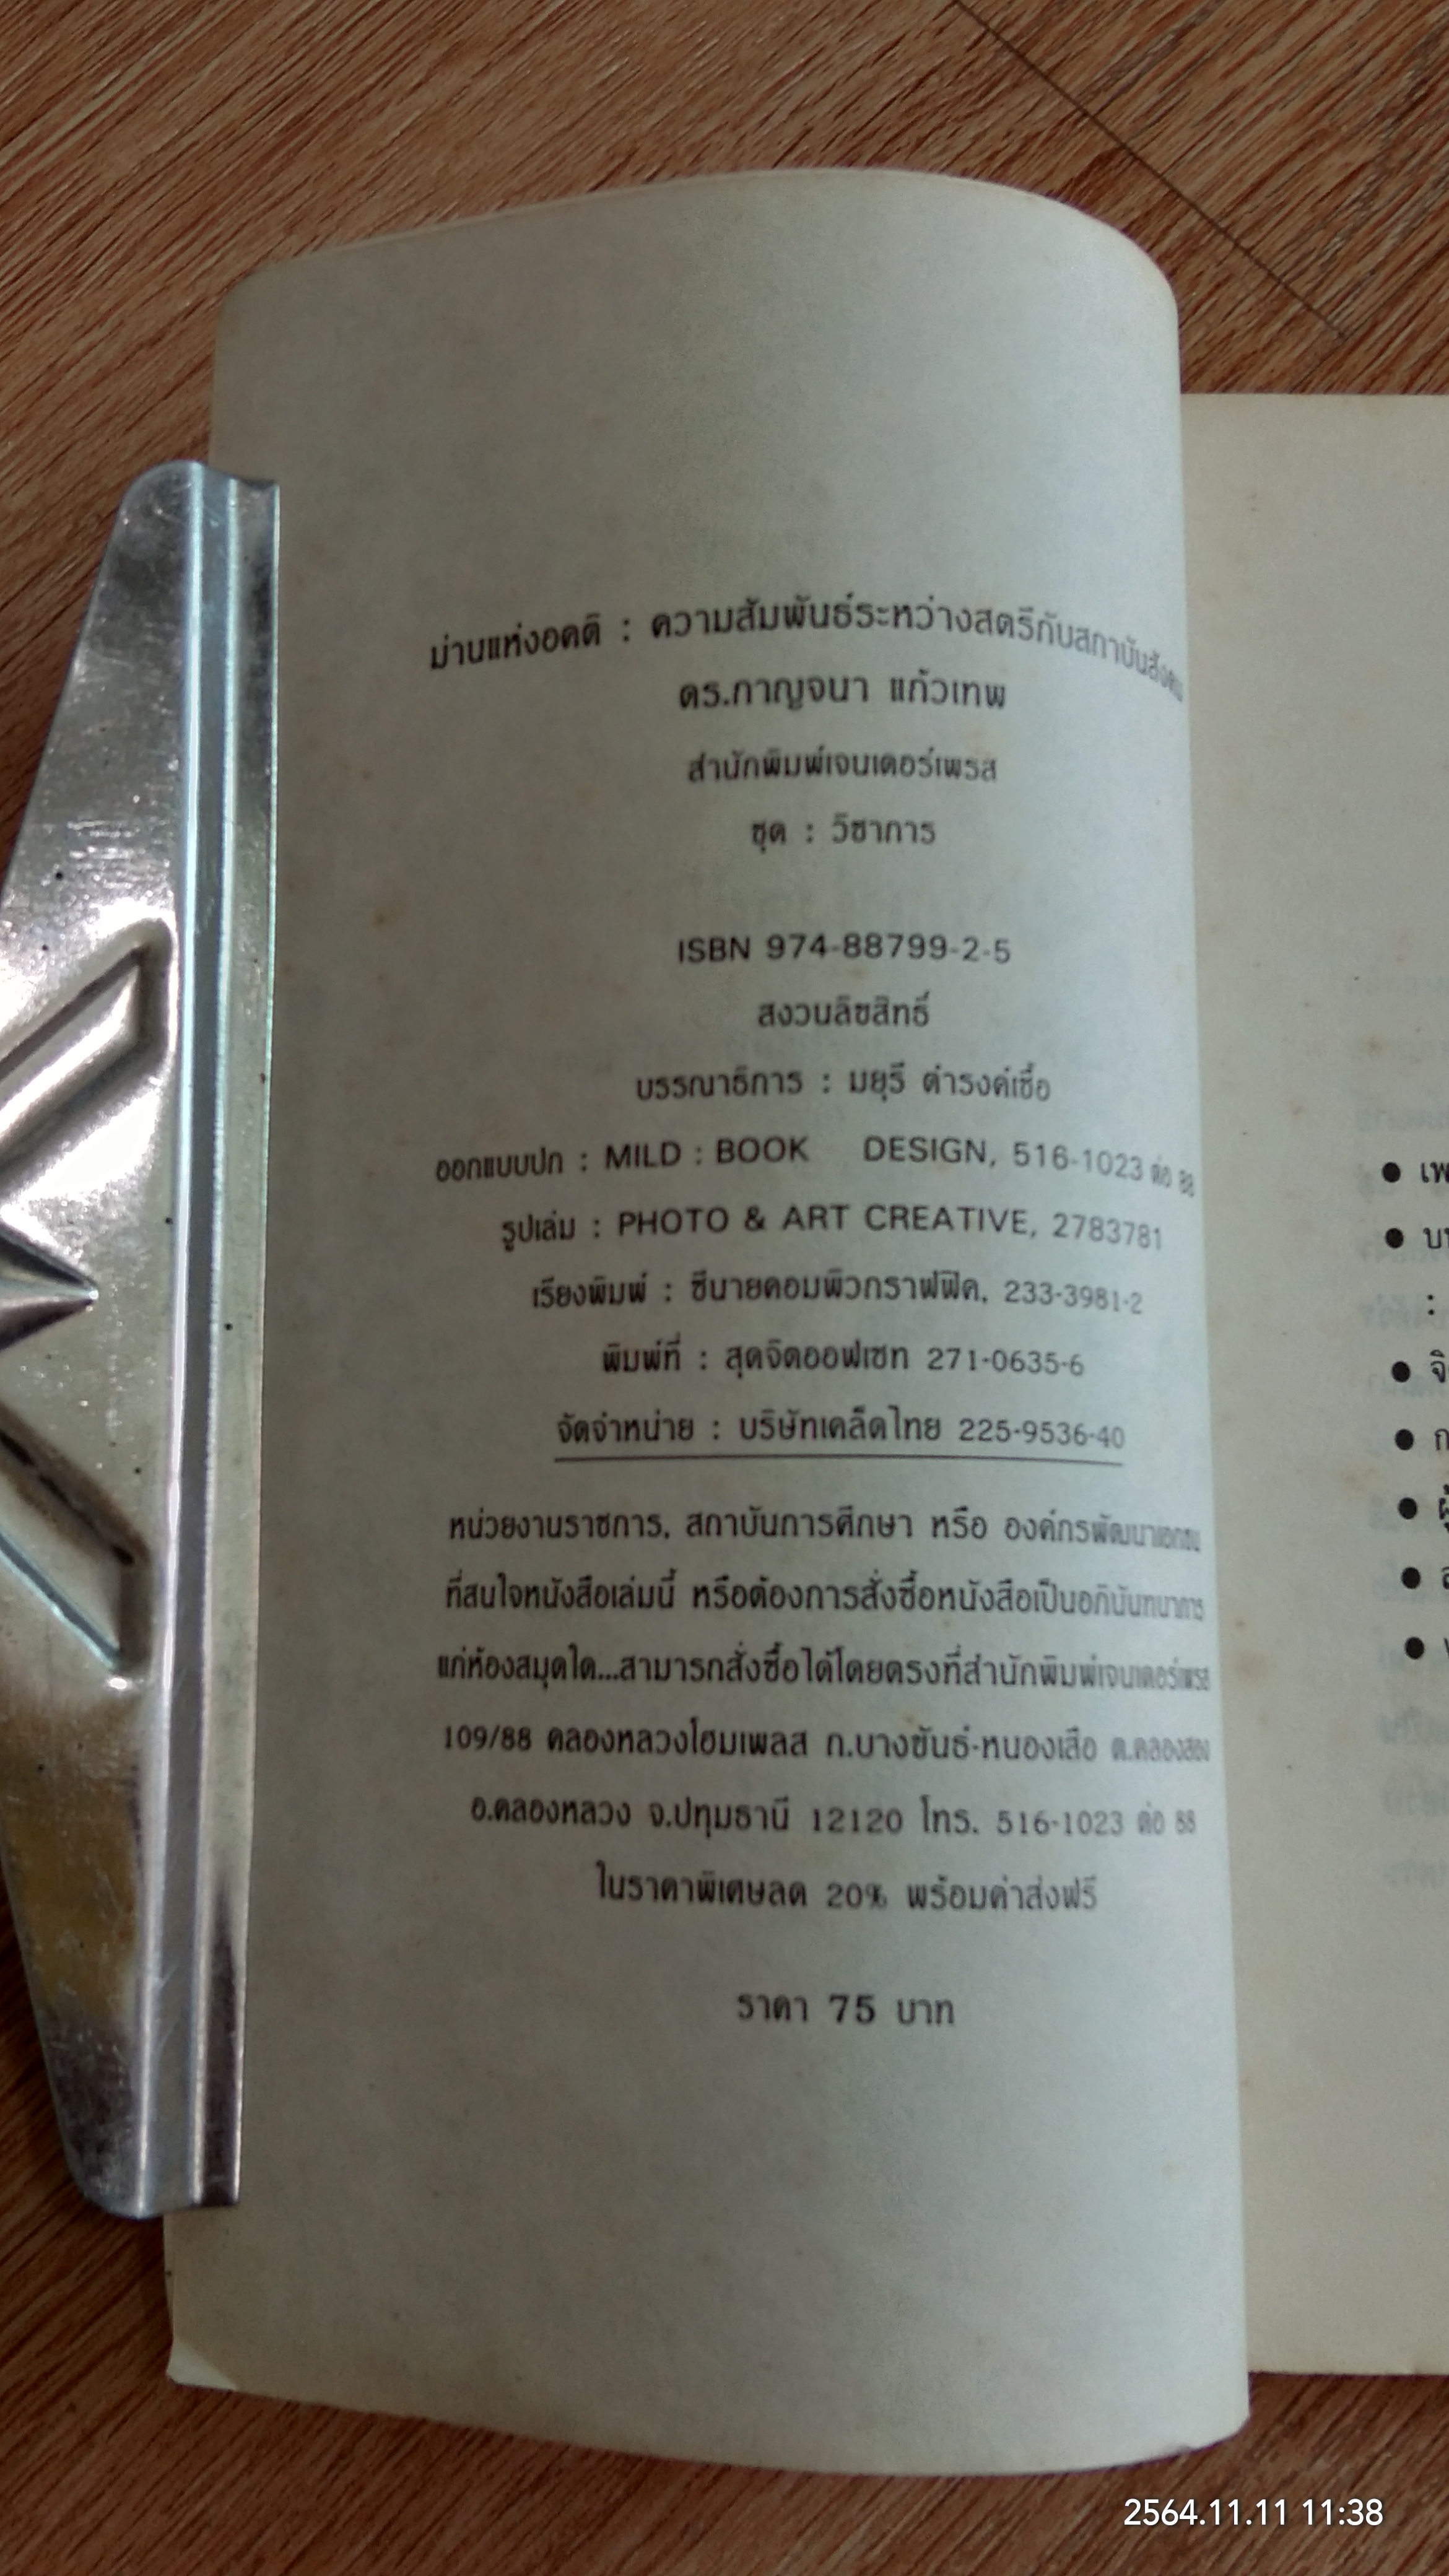 ม่านแห่งอคติ : ความสัมพันธ์ระหว่างสตรีกับสถาบันสังคม
ดร.กาญจนา แก้วเทพ
สำนักพิมพ์เจนเดอร์เพรส
ชุด : วิชาการ
ISBN 974-88799-2-5
สงวนลิขสิทธิ์
บรรณาธิการ : มยุรี ดำรงค์เชื้อ
ออกแบบปก : MILD : BOOK DESIGN, 516-1023 ต่อ 88
รูปเล่ม : PHOTO & ART CREATIVE, 2783781
เรียงพิมพ์ : ชีนายคอมพิวกราฟฟิค, 233-3981-2
พิมพ์ที่ : สุดจิตออฟเซท 271-0635-6
จัดจำหน่าย : บริษัทเคล็ดไทย 225-9536-40
หน่วยงานราชการ, สถาบันการศึกษา หรือ องค์กรพัฒนาเอกชน
ที่สนใจหนังสือเล่มนี้ หรือต้องการสั่งซื้อหนังสือเป็นอภินันทนาการ
แก่ห้องสมุดใด...สามารถสั่งซื้อได้โดยตรงที่สำนักพิมพ์เจนเดอร์เพรส
109/88 คลองหลวงโฮมเพลส ถ.บางขันธ์-หนองเสือ ต.คลองสอง
อ.คลองหลวง จ.ปทุมธานี 12120 โทร. 516-1023 ต่อ 88
ในราคาพิเศษลด 20% พร้อมค่าส่งฟรี
ราคา 75 บาท
● เพ
● บท
:
● จิ
● ก
● ผู้
2564.11.11 11:38